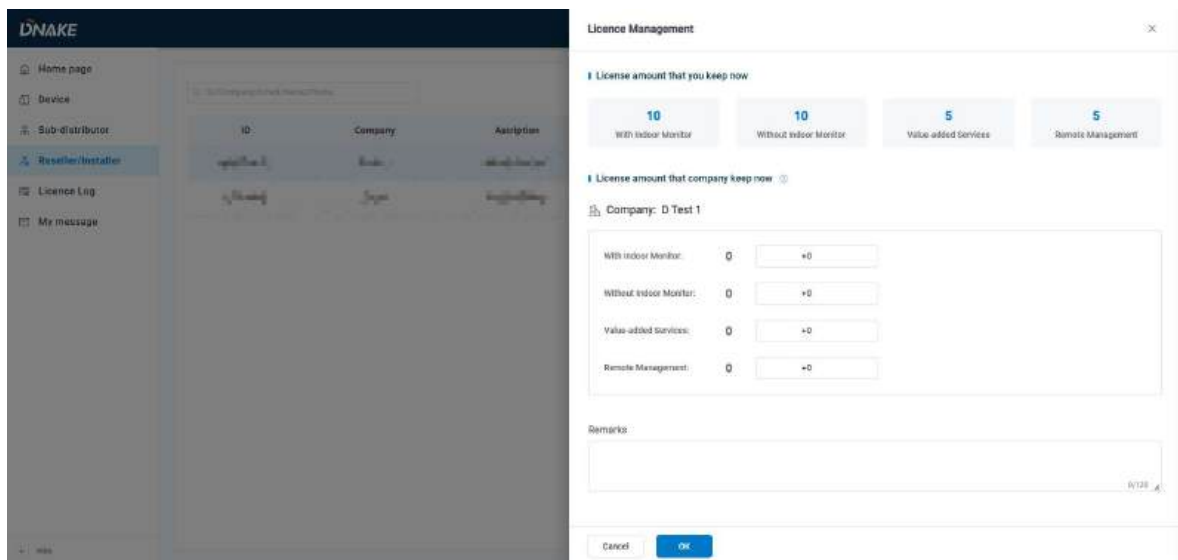 DNAKE
Home page
Device
Sub-distributor
Reseller/Installer
Licence Log
My message
ID Company Asription
Licence Management
License amount that you keep now
10 10 5 5
With Indoor Monitor Without Indoor Monitor Value-added Services Remote Management
License amount that company keep now
Company: D Test 1
With Indoor Monitor: 0 +0
Without Indoor Monitor: 0 +0
Value-added Services: 0 +0
Remote Management: 0 +0
Remarks
0/128
Cancel OK